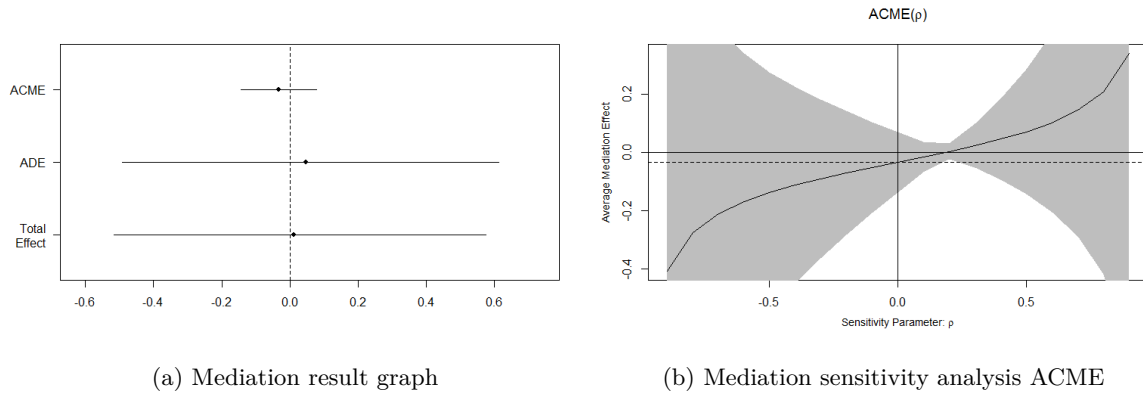 ACME
ADE
Total
Effect
-0.6 -0.4 -0.2 0.0 0.2 0.4 0.6
(a) Mediation result graph
ACME(ρ)
Average Mediation Effect
0.2
0.0
-0.2
-0.4
-0.5 0.0 0.5
Sensitivity Parameter: ρ
(b) Mediation sensitivity analysis ACME